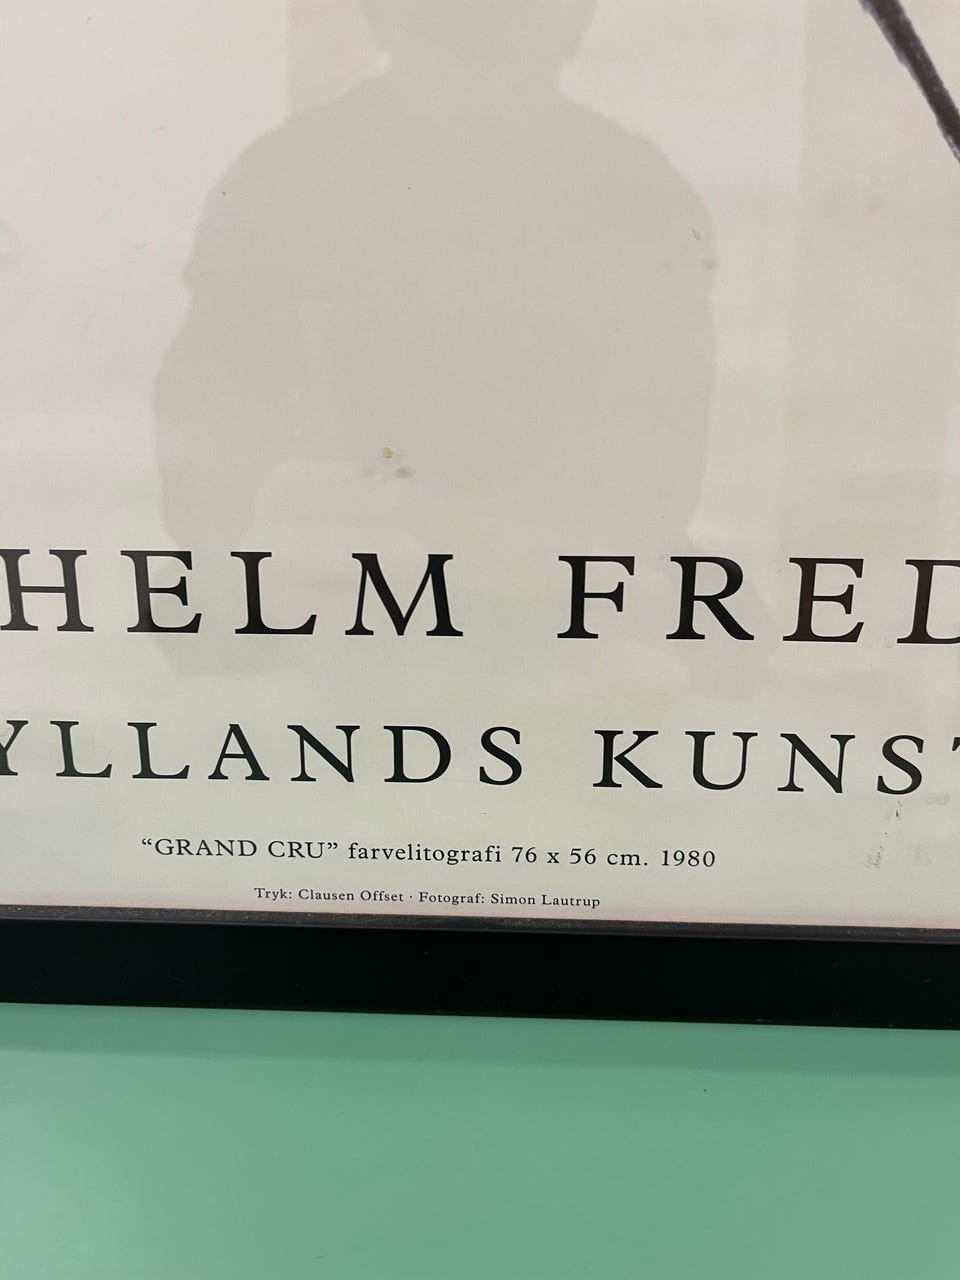 HELM FRED
YLLANDS KUNST
“GRAND CRU” farvelitografi 76 x 56 cm. 1980
Tryk: Clausen Offset · Fotograf: Simon Lautrup